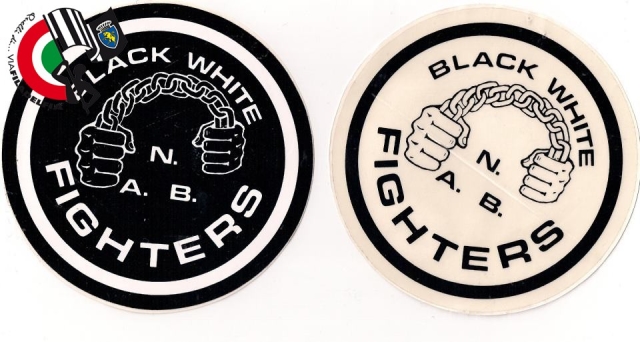 BLACK WHITE
N.
A. B.
FIGHTERS
BLACK WHITE
N.
A. B.
FIGHTERS